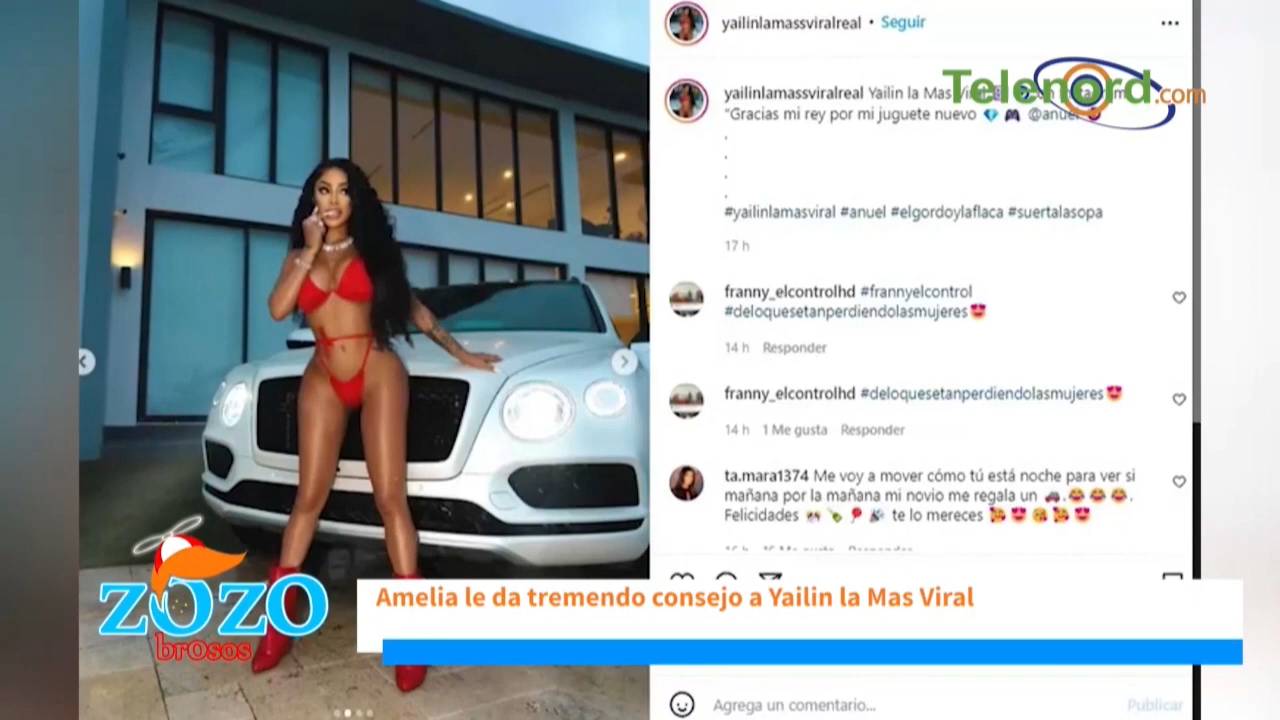 yailinlamassviralreal • Seguir
Telenord.com
yailinlamassviralreal Yailin la Mas
"Gracias mi rey por mi juguete nuevo 💎 🎮 @anuel
.
.
.
.
#yailinlamasviral #anuel #elgordoylaflaca #suertalasopa
17 h
franny_elcontrolhd #frannyelcontrol
#deloquesetanperdiendolasmujeres😍
14 h Responder
franny_elcontrolhd #deloquesetanperdiendolasmujeres😍
14 h 1 Me gusta Responder
ta.mara1374 Me voy a mover cómo tú está noche para ver si
mañana por la mañana mi novio me regala un 🚗.😂😂😂.
Felicidades 🎊 🍾 🎈 🎉 te lo mereces 🥰😍😘🥰😍
ZOZO
brOsos
Amelia le da tremendo consejo a Yailin la Mas Viral
Agrega un comentario...
Publicar